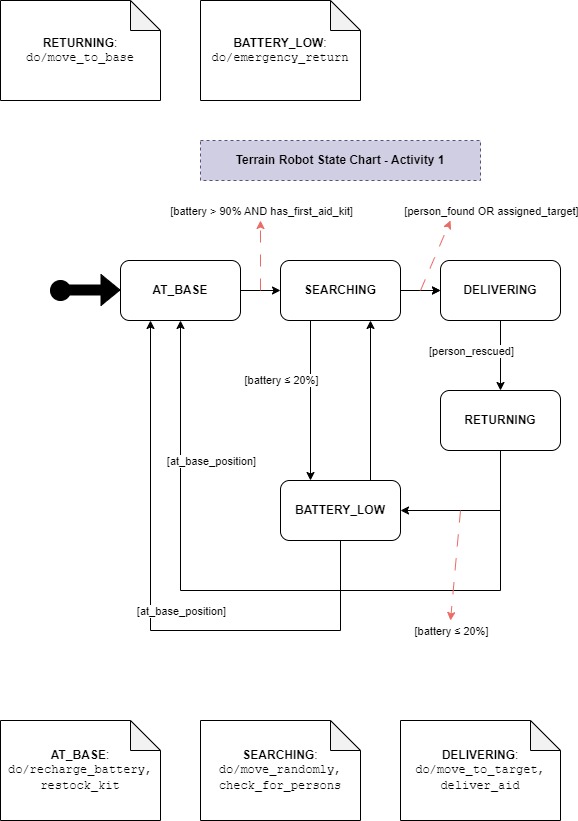 RETURNING:
do/move_to_base
BATTERY_LOW:
do/emergency_return
Terrain Robot State Chart - Activity 1
[battery > 90% AND has_first_aid_kit]
[person_found OR assigned_target]
AT_BASE
SEARCHING
DELIVERING
[person_rescued]
[battery ≤ 20%]
RETURNING
[at_base_position]
BATTERY_LOW
[at_base_position]
[battery ≤ 20%]
AT_BASE:
do/recharge_battery,
restock_kit
SEARCHING:
do/move_randomly,
check_for_persons
DELIVERING:
do/move_to_target,
deliver_aid